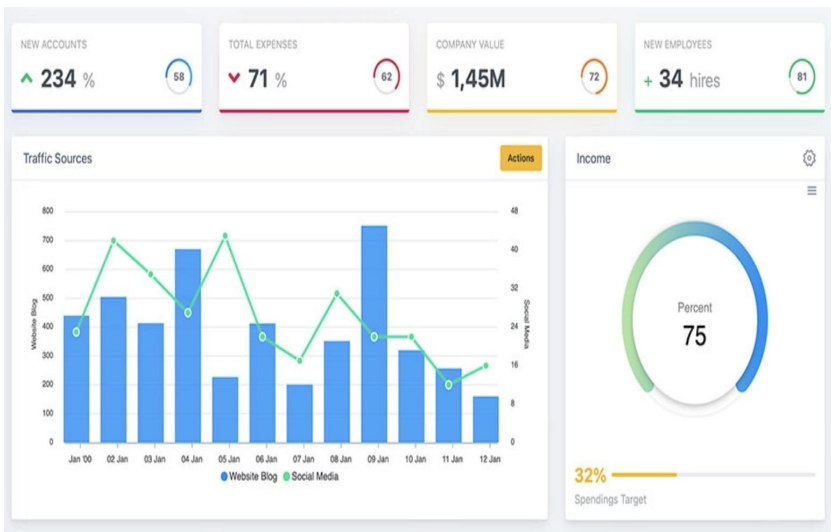 NEW ACCOUNTS
234 %
58
TOTAL EXPENSES
71 %
62
COMPANY VALUE
$ 1,45M
72
NEW EMPLOYEES
+ 34 hires
81
Traffic Sources
Actions
800
700
600
500
400
300
200
100
0
Website Blog
48
40
32
24
16
8
0
Social Media
Jan '00 02 Jan 03 Jan 04 Jan 05 Jan 06 Jan 07 Jan 08 Jan 09 Jan 10 Jan 11 Jan 12 Jan
Website Blog Social Media
Income
Percent
75
32%
Spendings Target